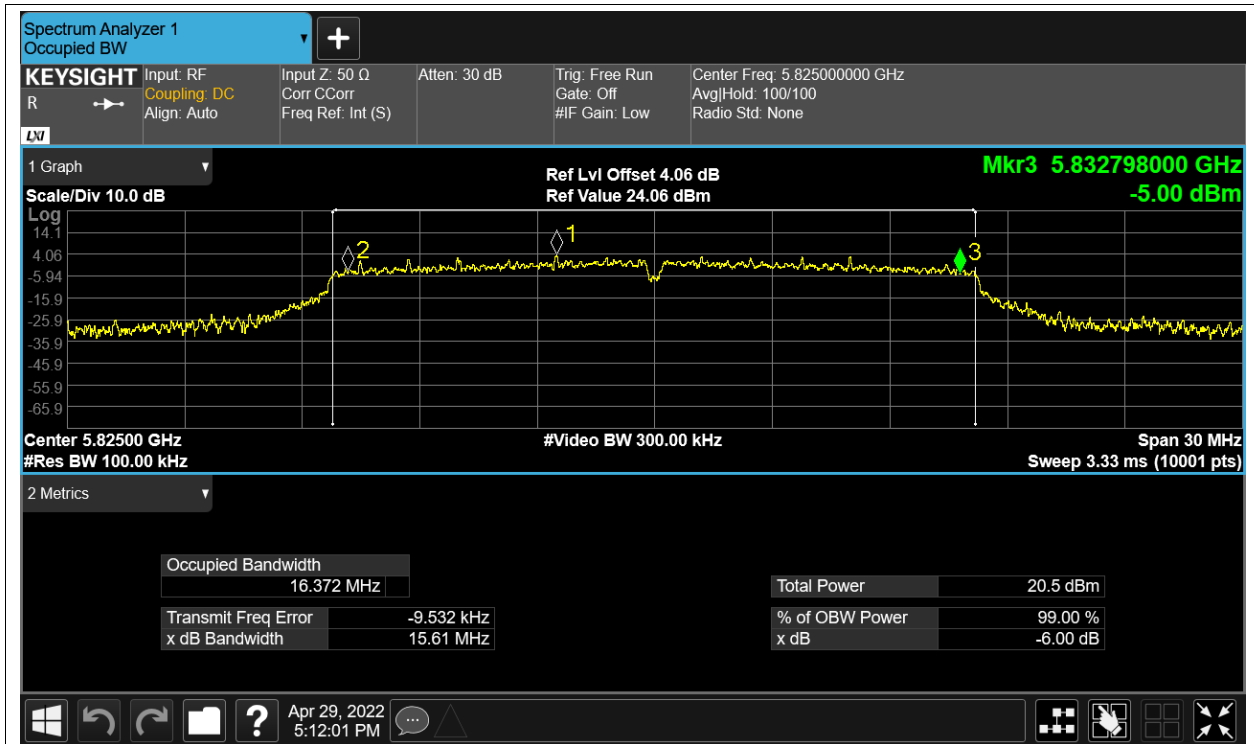 Spectrum Analyzer 1
Occupied BW
KEYSIGHT
R
LXI
Input: RF
Coupling: DC
Align: Auto
Input Z: 50 Ω
Corr CCorr
Freq Ref: Int (S)
Atten: 30 dB
Trig: Free Run
Gate: Off
#IF Gain: Low
Center Freq: 5.825000000 GHz
Avg|Hold: 100/100
Radio Std: None
1 Graph
Scale/Div 10.0 dB
Ref Lvl Offset 4.06 dB
Ref Value 24.06 dBm
Mkr3 5.832798000 GHz
-5.00 dBm
Log
14.1
4.06
-5.94
-15.9
-25.9
-35.9
-45.9
-55.9
-65.9
2
1
3
Center 5.82500 GHz
#Res BW 100.00 kHz
#Video BW 300.00 kHz
Span 30 MHz
Sweep 3.33 ms (10001 pts)
2 Metrics
Occupied Bandwidth
16.372 MHz
Transmit Freq Error -9.532 kHz
x dB Bandwidth 15.61 MHz
Total Power 20.5 dBm
% of OBW Power 99.00 %
x dB -6.00 dB
?
Apr 29, 2022
5:12:01 PM